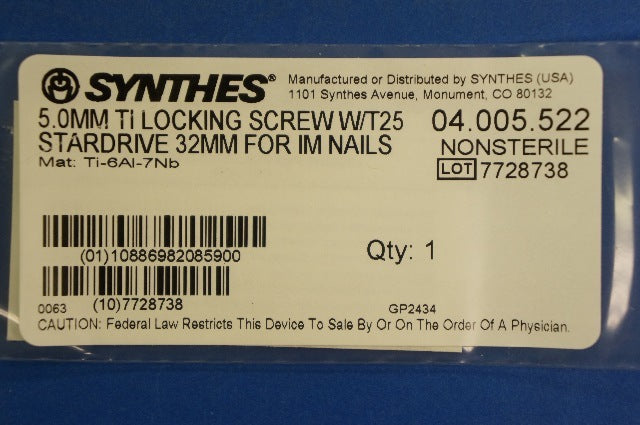 SYNTHES®
Manufactured or Distributed by SYNTHES (USA)
1101 Synthes Avenue, Monument, CO 80132
5.0MM TI LOCKING SCREW W/T25
STARDRIVE 32MM FOR IM NAILS
Mat: Ti-6Al-7Nb
04.005.522
NONSTERILE
LOT 7728738
(01)10886982085900
Qty: 1
(10)7728738
0063
GP2434
CAUTION: Federal Law Restricts This Device To Sale By Or On The Order Of A Physician.